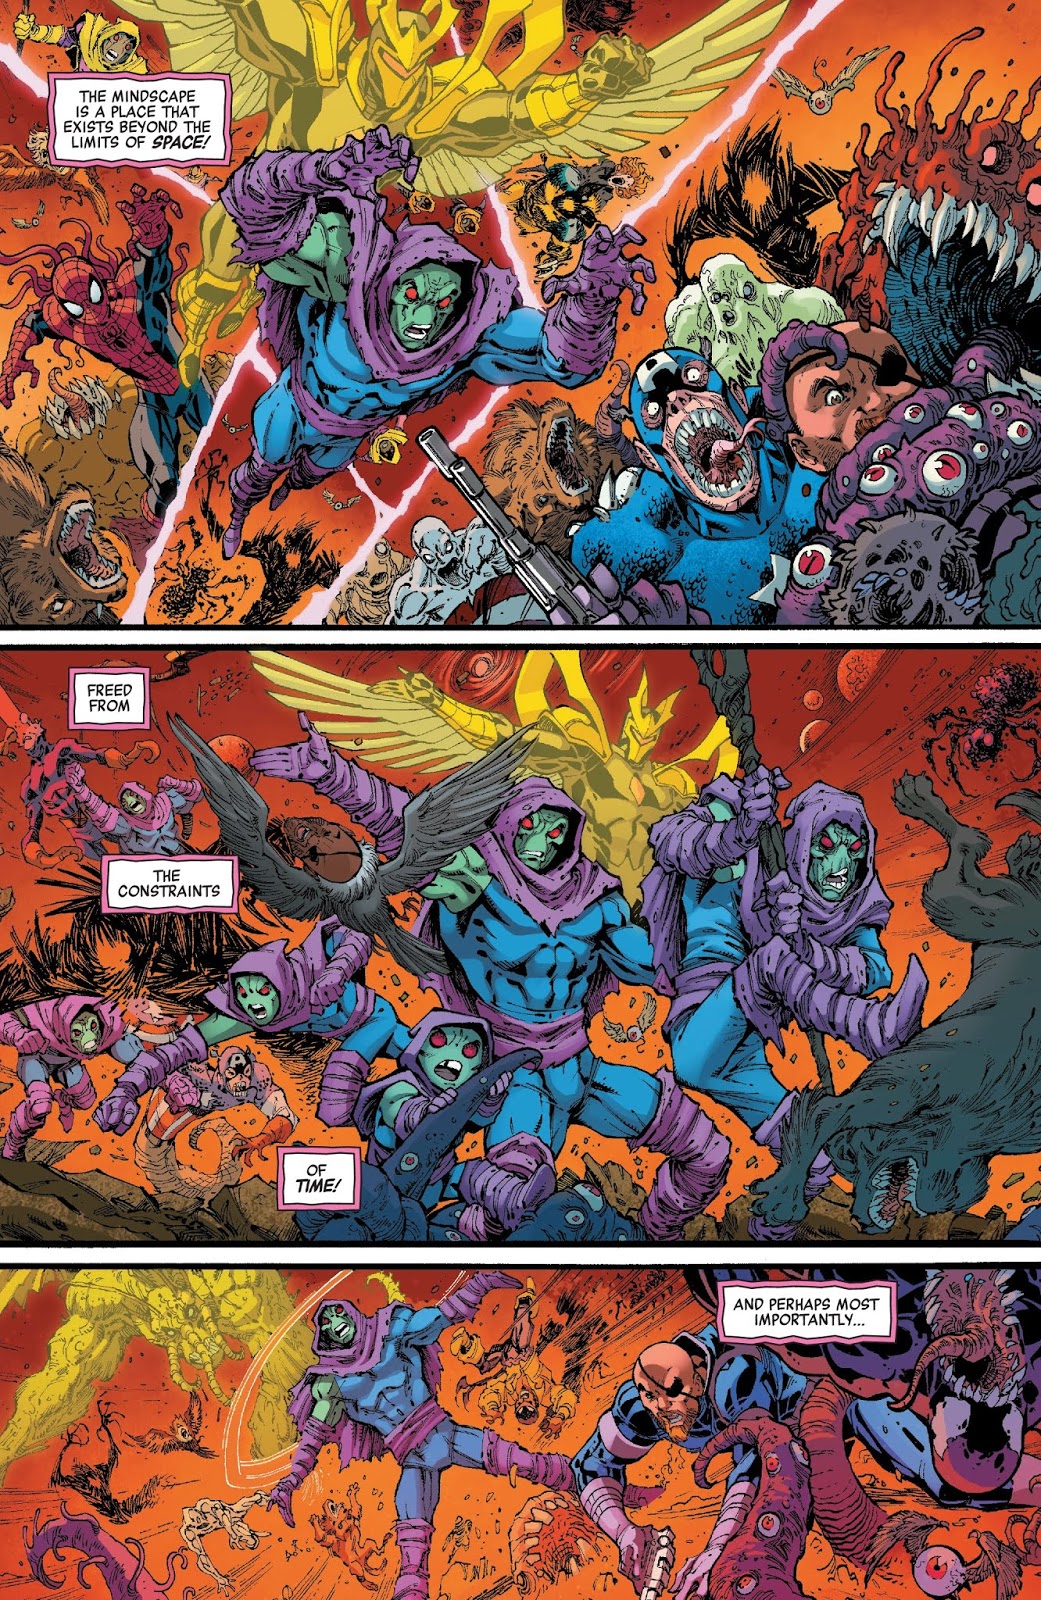 THE MINDSCAPE
IS A PLACE THAT
EXISTS BEYOND THE
LIMITS OF SPACE!
FREED
FROM
THE
CONSTRAINTS
OF
TIME!
AND PERHAPS MOST
IMPORTANTLY...